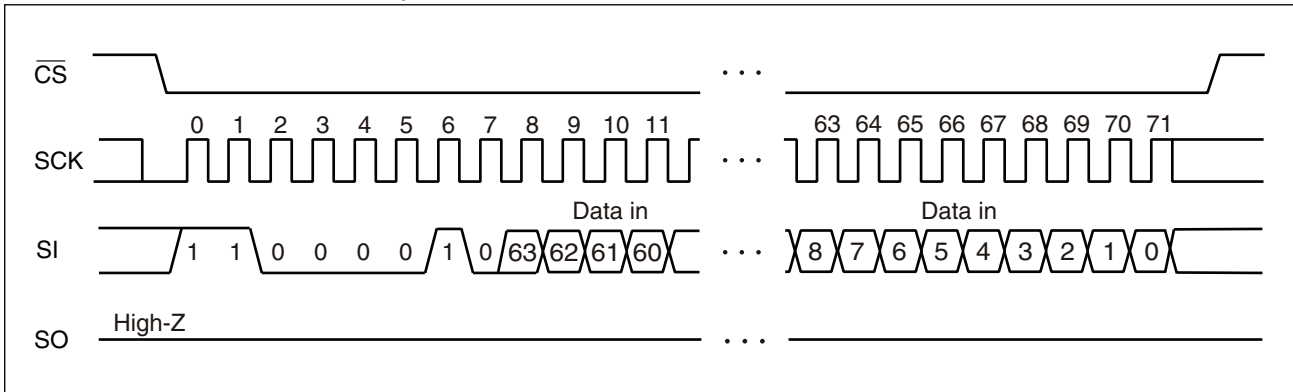 CS
. . .
0 1 2 3 4 5 6 7 8 9 10 11 63 64 65 66 67 68 69 70 71
SCK . . .
Data in Data in
SI 1 1 0 0 0 0 1 0 63 62 61 60 . . . 8 7 6 5 4 3 2 1 0
High-Z
SO . . .